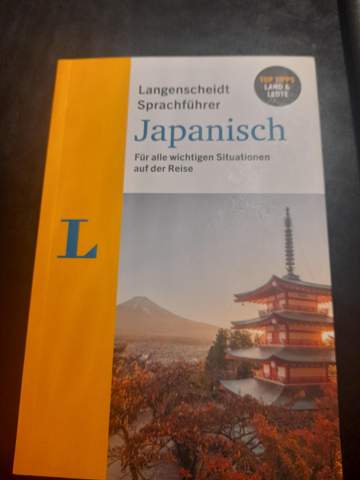 Langenscheidt
Sprachführer
TOP TIPPS
LAND &
LEUTE
Japanisch
Für alle wichtigen Situationen
auf der Reise
L